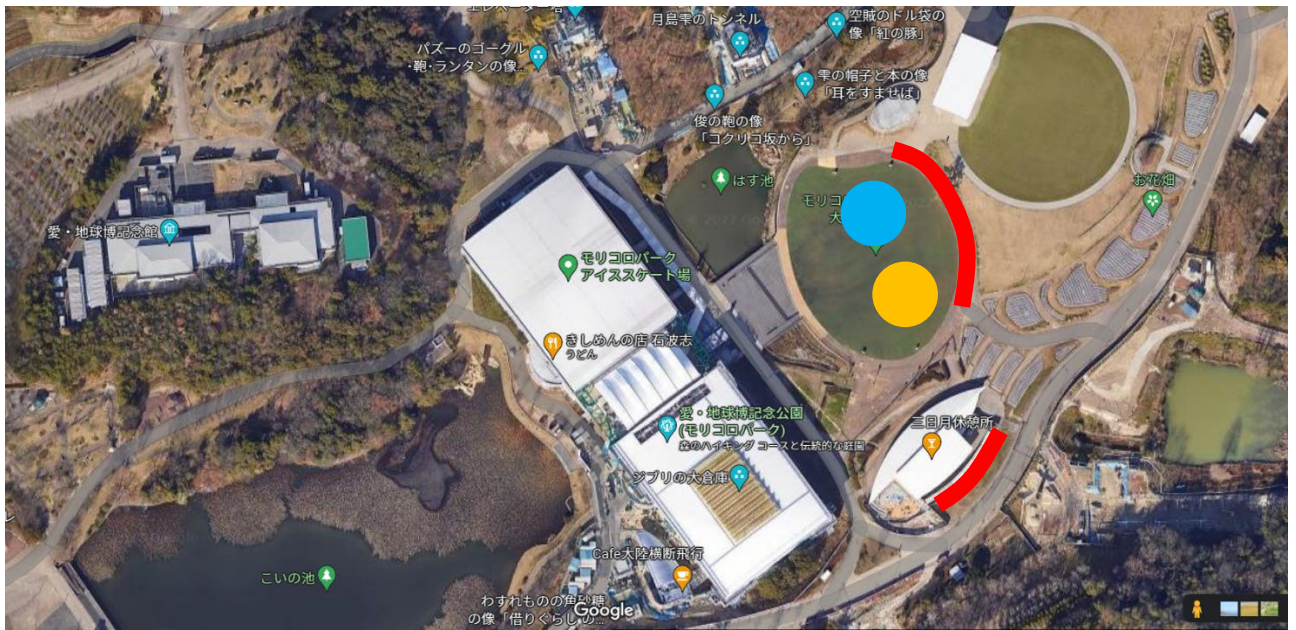 月島雫のトンネル
空賊のドル袋の
像「紅の豚」
パズーのゴーグル
・鞄・ランタンの像…
雫の帽子と本の像
「耳をすませば」
俊の鞄の像
「コクリコ坂から」
はす池
モリコ
大
お花畑
愛・地球博記念館
モリコロパーク
アイススケート場
きしめんの店 石波志
うどん
愛・地球博記念公園
(モリコロパーク)
森のハイキング コースと伝統的な庭園
三日月休憩所
ジブリの大倉庫
Cafe大陸横断飛行
こいの池
わすれものの角砂糖
の像「借りぐらしの…
Google